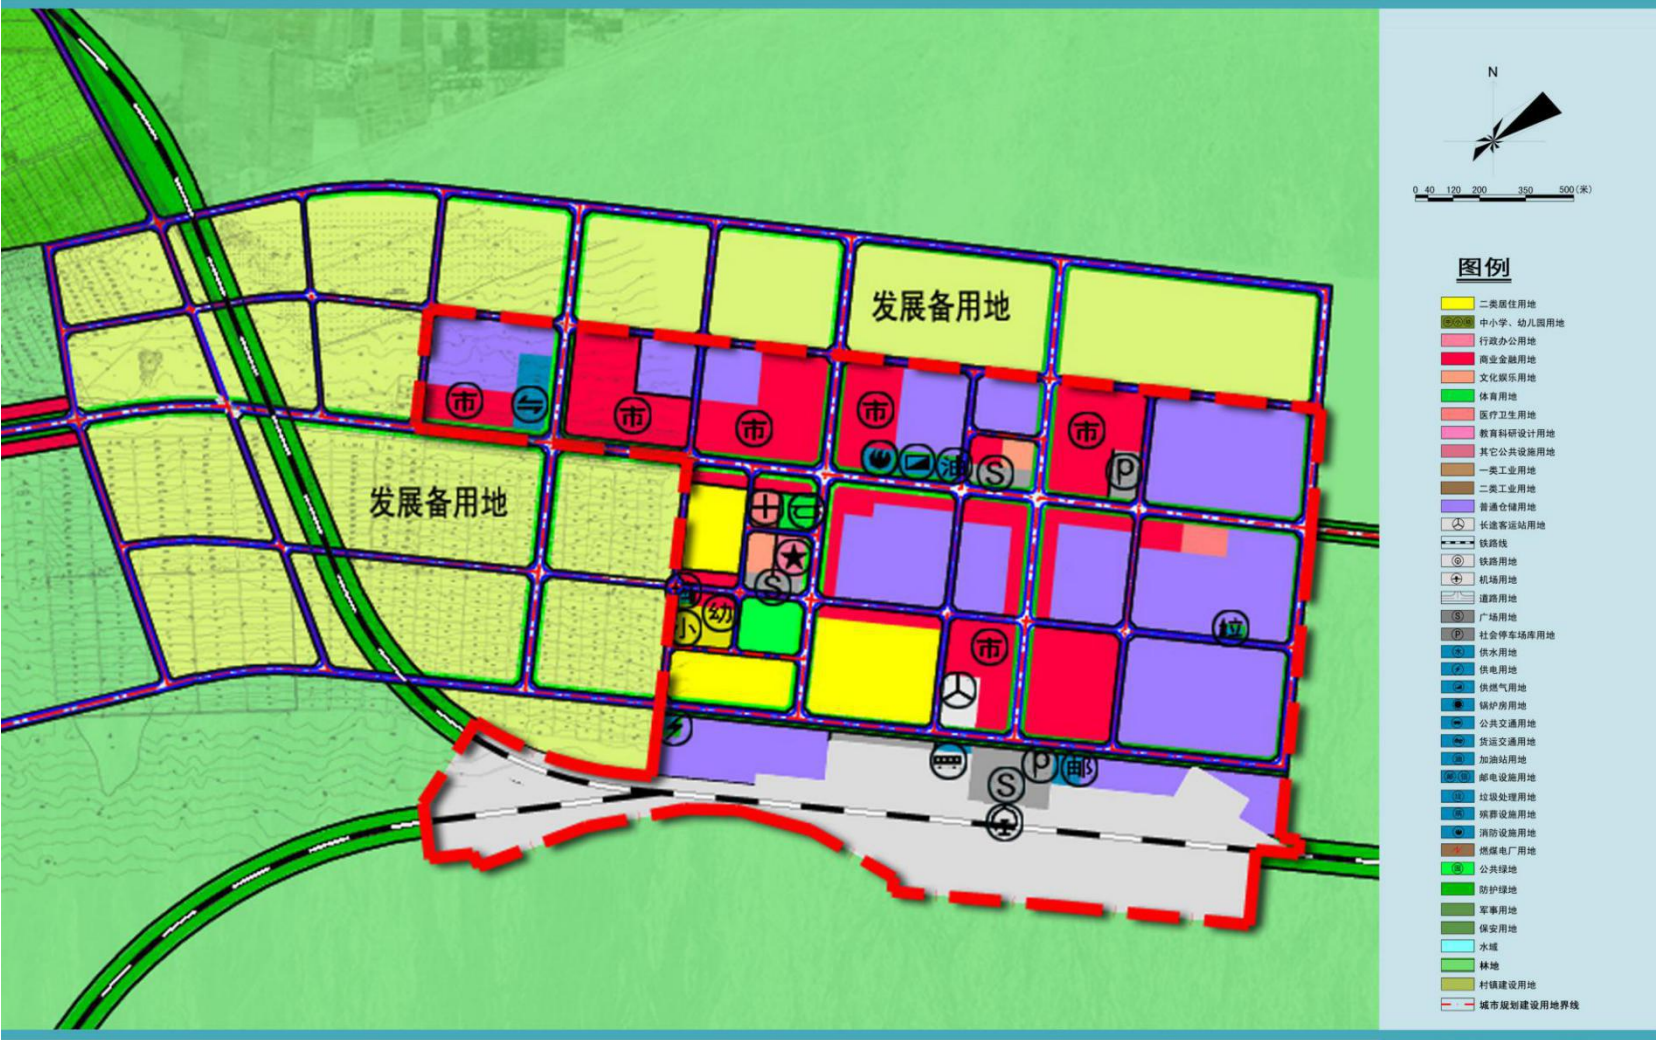 N
0 40 120 200 350 500(米)
图例
二类居住用地
中小学、幼儿园用地
行政办公用地
商业金融用地
文化娱乐用地
体育用地
医疗卫生用地
教育科研设计用地
其它公共设施用地
一类工业用地
二类工业用地
普通仓储用地
长途客运站用地
铁路线
铁路用地
机场用地
道路用地
S 广场用地
P 社会停车场库用地
供水用地
供电用地
供燃气用地
锅炉房用地
公共交通用地
货运交通用地
加油站用地
邮电设施用地
垃圾处理用地
殡葬设施用地
消防设施用地
燃煤电厂用地
公共绿地
防护绿地
军事用地
保安用地
水域
林地
村镇建设用地
城市规划建设用地界线
发展备用地
市
市
市
市
市
油
S
P
发展备用地
S
幼
小
垃
市
P
邮
S